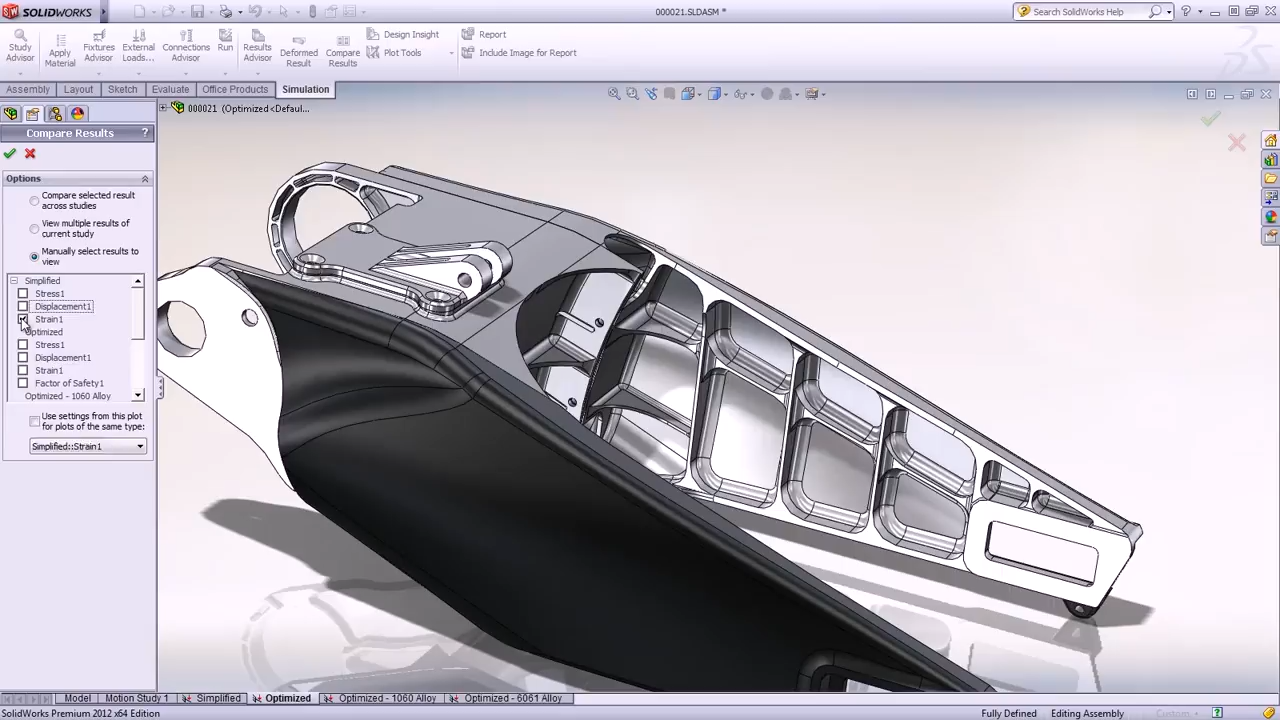 SOLIDWORKS
000021.SLDASM *
Search SolidWorks Help
Study Advisor
Apply Material
Fixtures Advisor
External Loads...
Connections Advisor
Run
Results Advisor
Deformed Result
Compare Results
Design Insight
Plot Tools
Report
Include Image for Report
Assembly
Layout
Sketch
Evaluate
Office Products
Simulation
000021 (Optimized<Defaul...
Compare Results
?
Options
Compare selected result
across studies
View multiple results of
current study
Manually select results to
view
Simplified
Stress1
Displacement1
Strain1
Optimized
Stress1
Displacement1
Strain1
Factor of Safety1
Optimized - 1060 Alloy
Use settings from this plot
for plots of the same type:
Simplified::Strain1
Model
Motion Study 1
Simplified
Optimized
Optimized - 1060 Alloy
Optimized - 6061 Alloy
SolidWorks Premium 2012 x64 Edition
Fully Defined
Editing Assembly
Custom